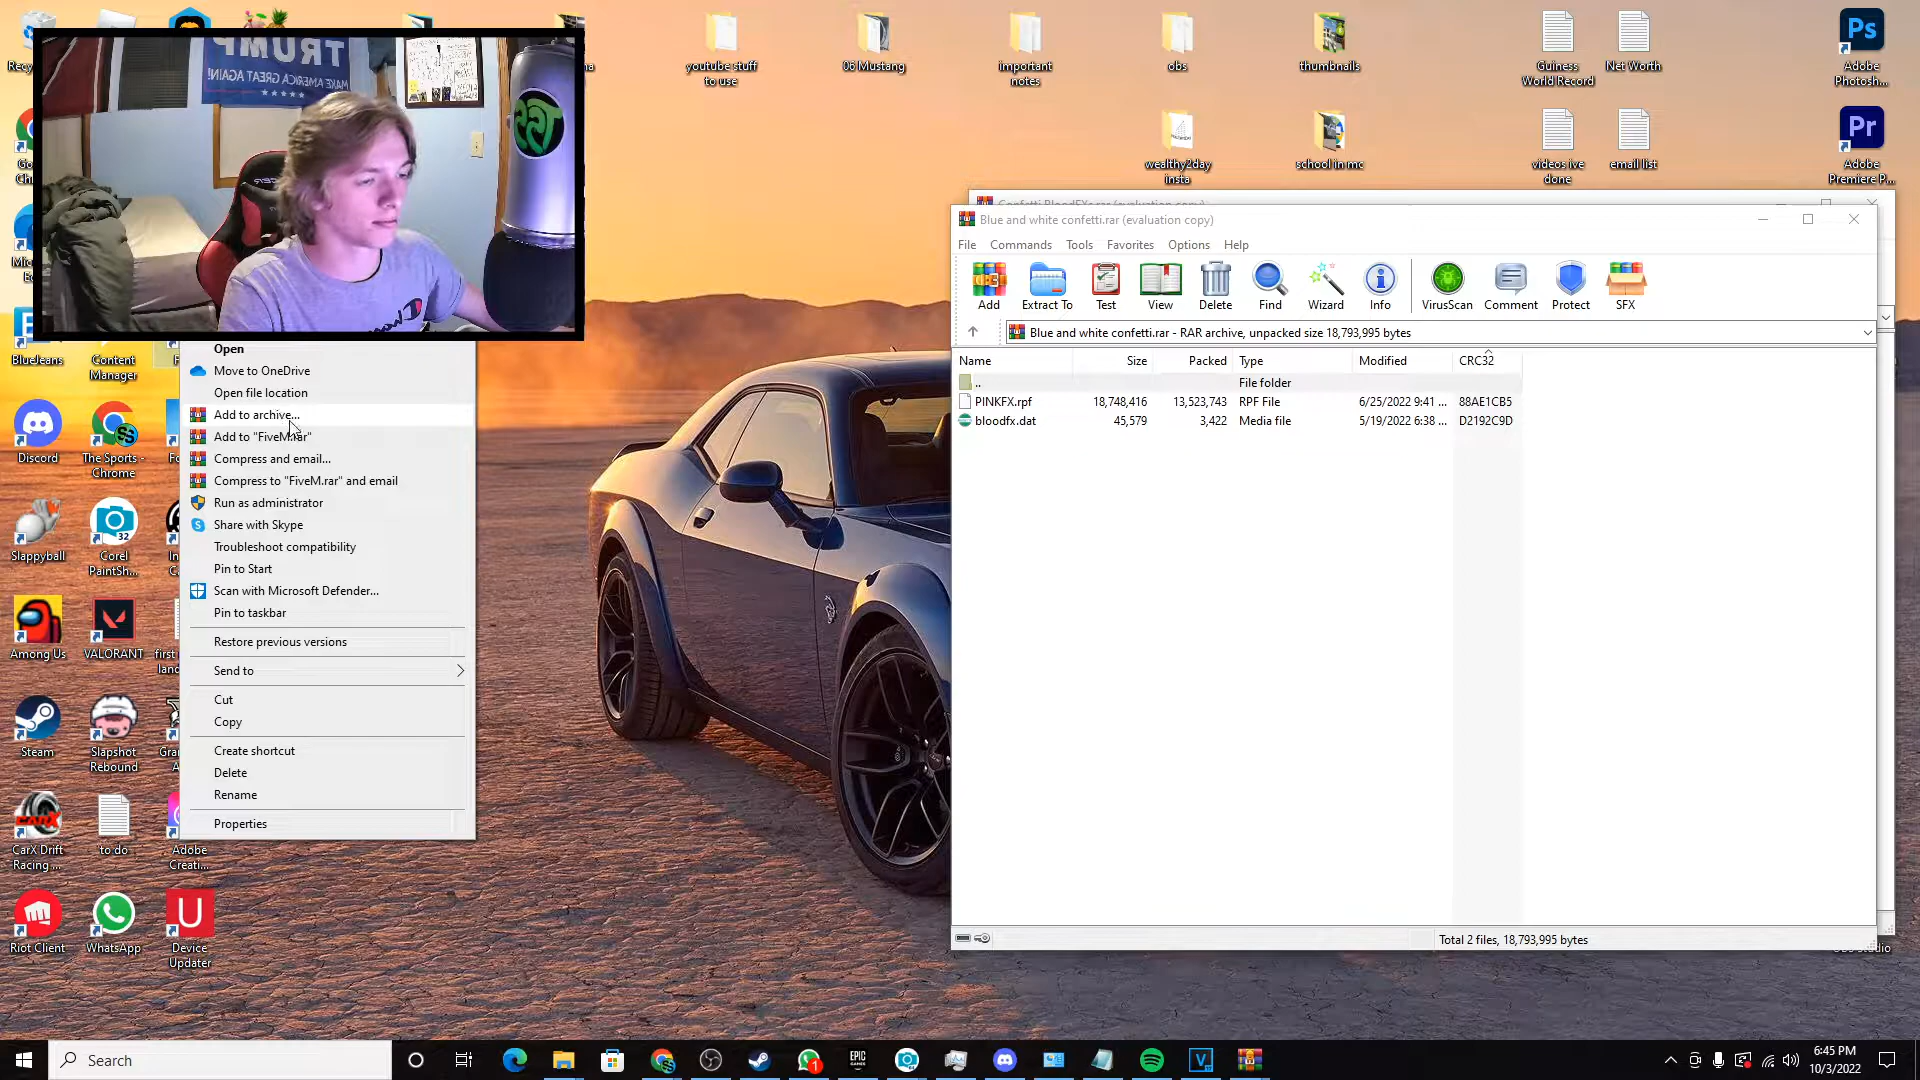 TRUMP
MAKE AMERICA GREAT AGAIN!
youtube stuff
to use
06 Mustang
important
notes
obs
thumbnails
Guiness
World Record
Net Worth
Adobe
Photosh...
wealthy2day
insta
school in mc
videos ive
done
email list
Adobe
Premiere P...
Ps
Pr
Blue and white confetti.rar (evaluation copy)
File Commands Tools Favorites Options Help
Add Extract To Test View Delete Find Wizard Info VirusScan Comment Protect SFX
Blue and white confetti.rar - RAR archive, unpacked size 18,793,995 bytes
Name Size Packed Type Modified CRC32
.. File folder
PINKFX.rpf 18,748,416 13,523,743 RPF File 6/25/2022 9:41 ... 88AE1CB5
bloodfx.dat 45,579 3,422 Media file 5/19/2022 6:38 ... D2192C9D
Total 2 files, 18,793,995 bytes
Open
Move to OneDrive
Open file location
Add to archive...
Add to "FiveM.rar"
Compress and email...
Compress to "FiveM.rar" and email
Run as administrator
Share with Skype
Troubleshoot compatibility
Pin to Start
Scan with Microsoft Defender...
Pin to taskbar
Restore previous versions
Send to
Cut
Copy
Create shortcut
Delete
Rename
Properties
BlueJeans
Content
Manager
Discord
The Sports -
Chrome
Slappyball
Corel
PaintSh...
32
Among Us
VALORANT
Steam
Slapshot
Rebound
CarX Drift
Racing ...
to do
Adobe
Creati...
Riot Client
WhatsApp
Device
Updater
Search
6:45 PM
10/3/2022